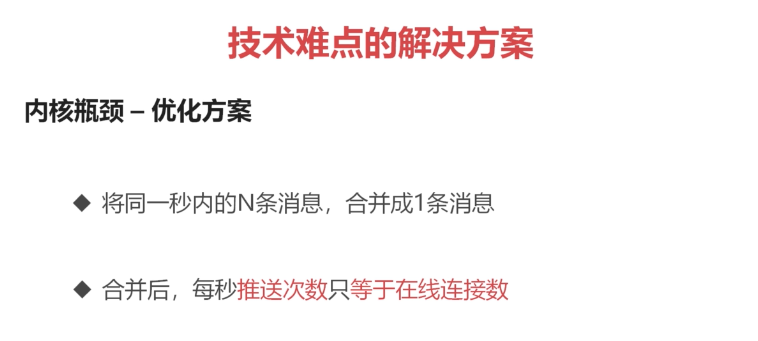 技术难点的解决方案
内核瓶颈 – 优化方案
◆ 将同一秒内的N条消息，合并成1条消息
◆ 合并后，每秒推送次数只等于在线连接数